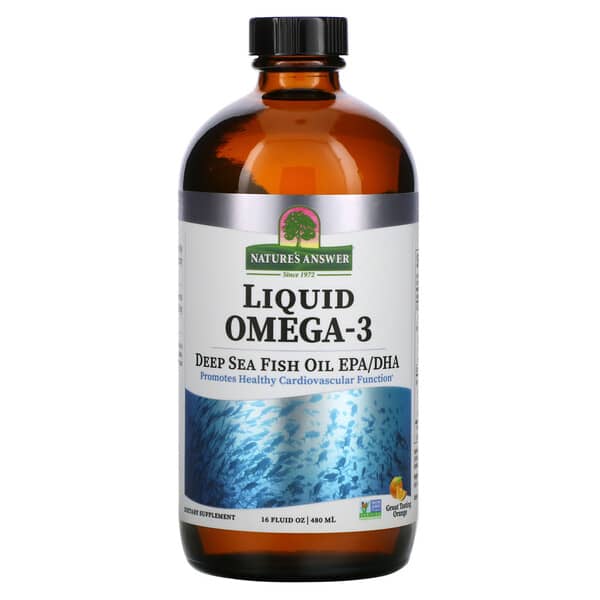 NATURE'S ANSWER
Since 1972
LIQUID
OMEGA-3
DEEP SEA FISH OIL EPA/DHA
Promotes Healthy Cardiovascular Function*
DIETARY SUPPLEMENT
16 FLUID OZ | 480 ML
Great Tasting
Orange